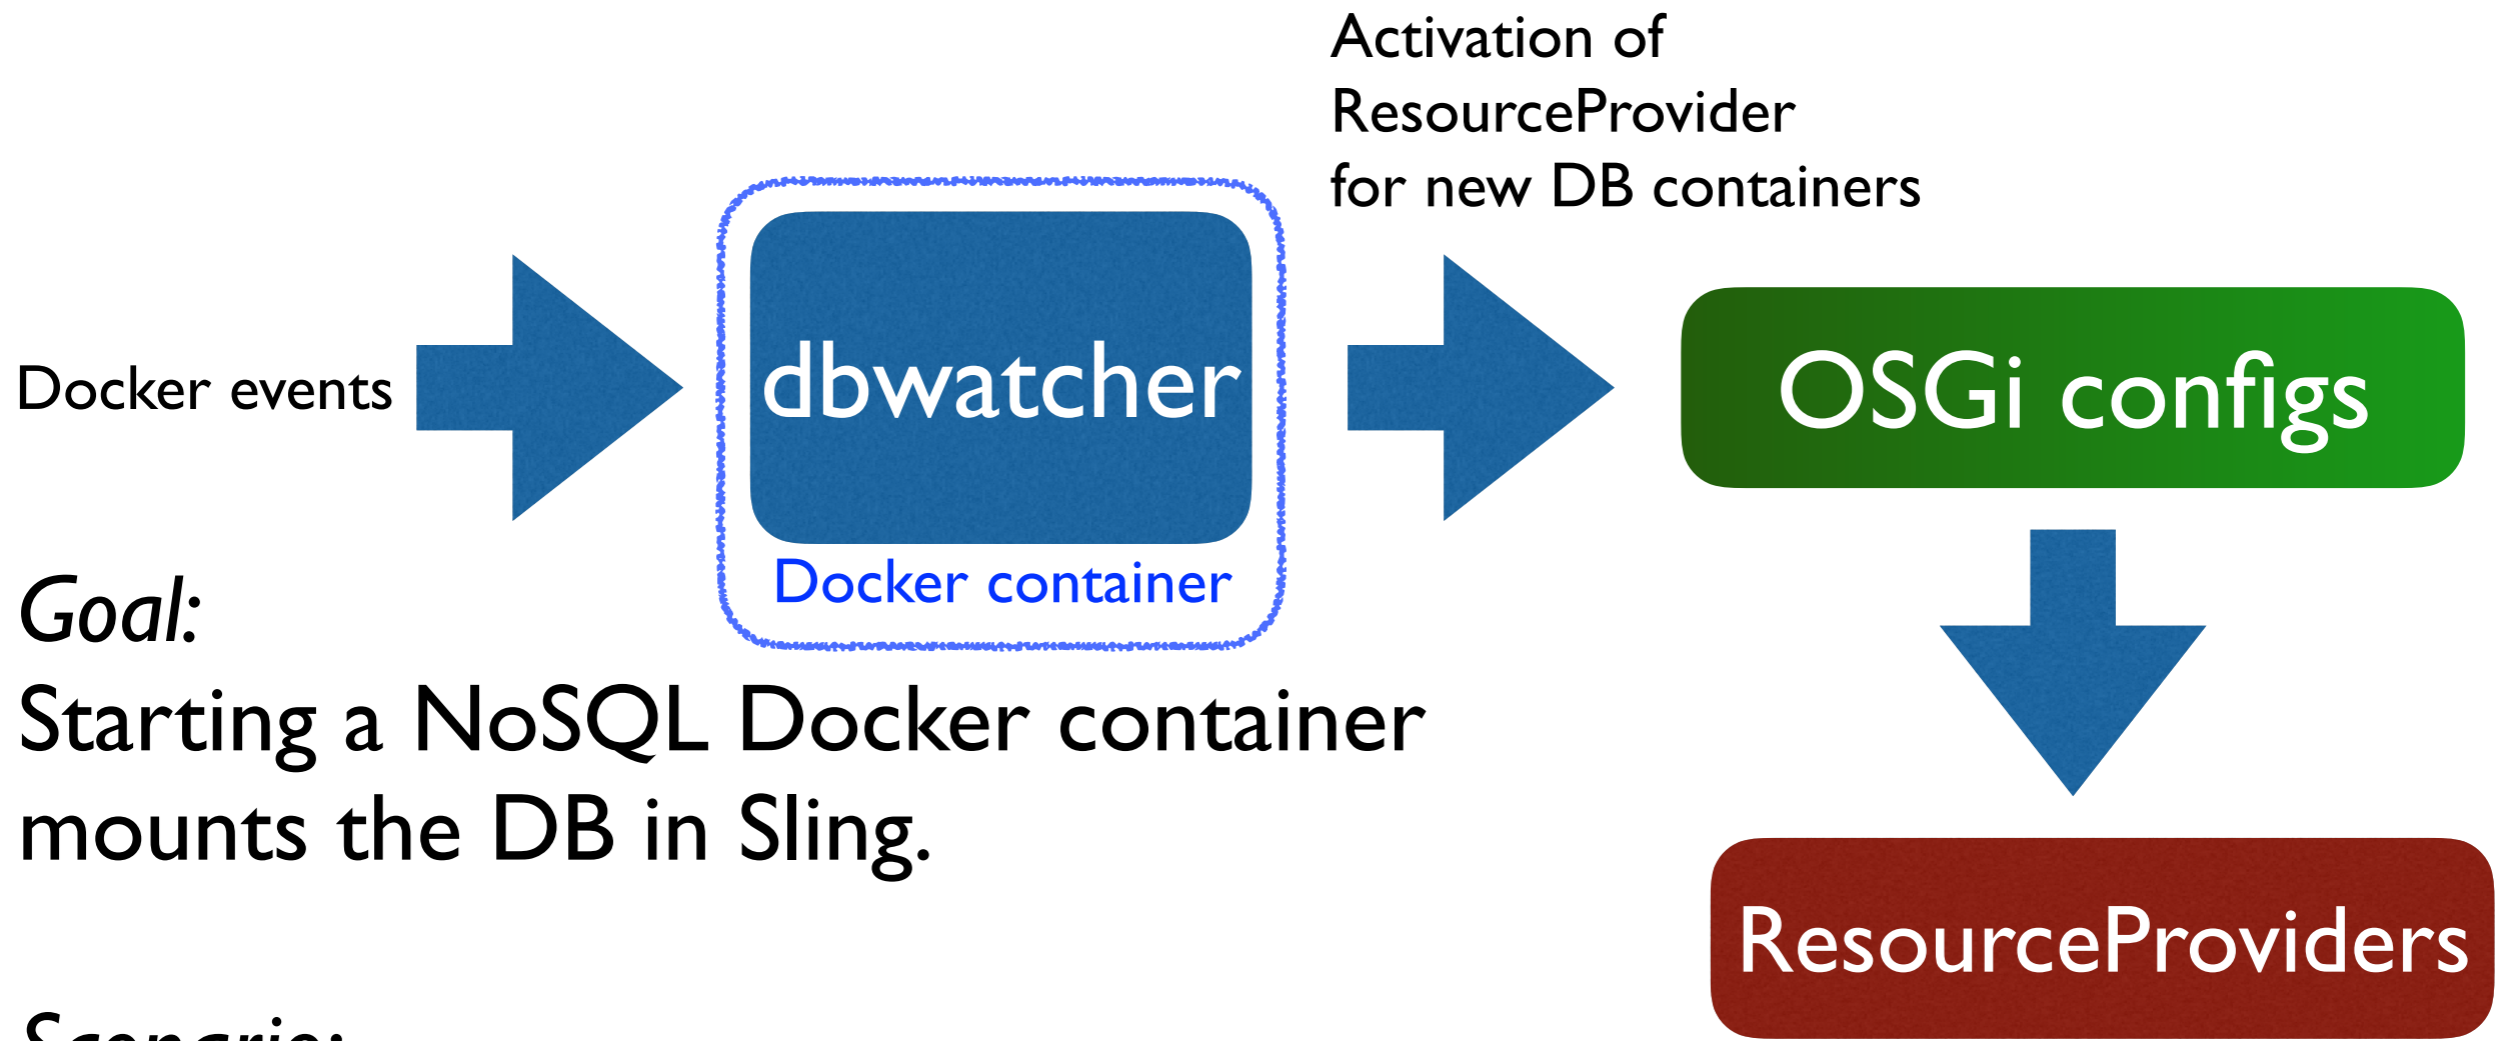 Activation of
ResourceProvider
for new DB containers
Docker events
dbwatcher
Docker container
OSGi configs
Goal:
Starting a NoSQL Docker container
mounts the DB in Sling.
ResourceProviders
Scenario: